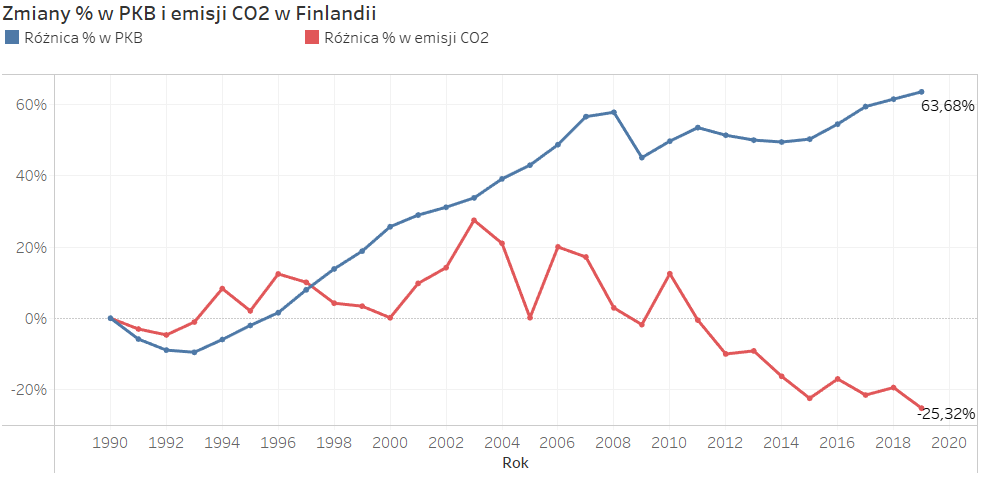 Zmiany % w PKB i emisji CO2 w Finlandii
Różnica % w PKB
Różnica % w emisji CO2
60%
63,68%
40%
20%
0%
-20%
-25,32%
1990 1992 1994 1996 1998 2000 2002 2004 2006 2008 2010 2012 2014 2016 2018 2020
Rok